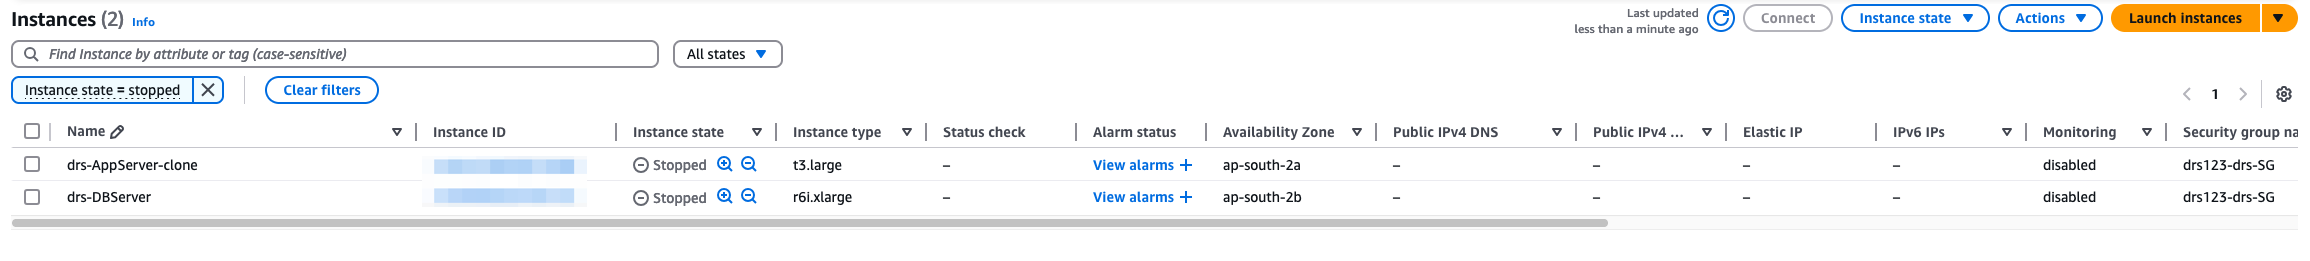 Instances (2) Info
Last updated
less than a minute ago
Connect
Instance state
Actions
Launch instances
Find Instance by attribute or tag (case-sensitive)
All states
Instance state = stopped
Clear filters
1
Name Instance ID Instance state Instance type Status check Alarm status Availability Zone Public IPv4 DNS Public IPv4 ... Elastic IP IPv6 IPs Monitoring Security group na
drs-AppServer-clone Stopped t3.large – View alarms + ap-south-2a – – – – disabled drs123-drs-SG
drs-DBServer Stopped r6i.xlarge – View alarms + ap-south-2b – – – – disabled drs123-drs-SG